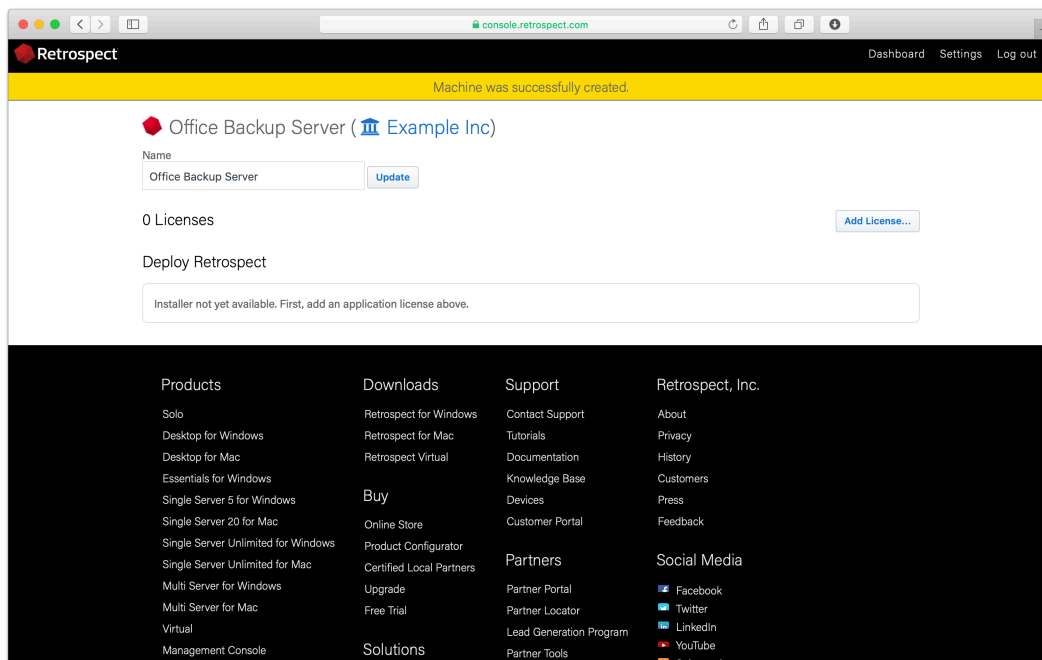 console.retrospect.com
Retrospect
Dashboard Settings Log out
Machine was successfully created.
Office Backup Server ( Example Inc)
Name
Office Backup Server
Update
0 Licenses
Add License...
Deploy Retrospect
Installer not yet available. First, add an application license above.
Products
Solo
Desktop for Windows
Desktop for Mac
Essentials for Windows
Single Server 5 for Windows
Single Server 20 for Mac
Single Server Unlimited for Windows
Single Server Unlimited for Mac
Multi Server for Windows
Multi Server for Mac
Virtual
Management Console
Downloads
Retrospect for Windows
Retrospect for Mac
Retrospect Virtual
Buy
Online Store
Product Configurator
Certified Local Partners
Upgrade
Free Trial
Solutions
Support
Contact Support
Tutorials
Documentation
Knowledge Base
Devices
Customer Portal
Partners
Partner Portal
Partner Locator
Lead Generation Program
Partner Tools
Retrospect, Inc.
About
Privacy
History
Customers
Press
Feedback
Social Media
Facebook
Twitter
LinkedIn
YouTube